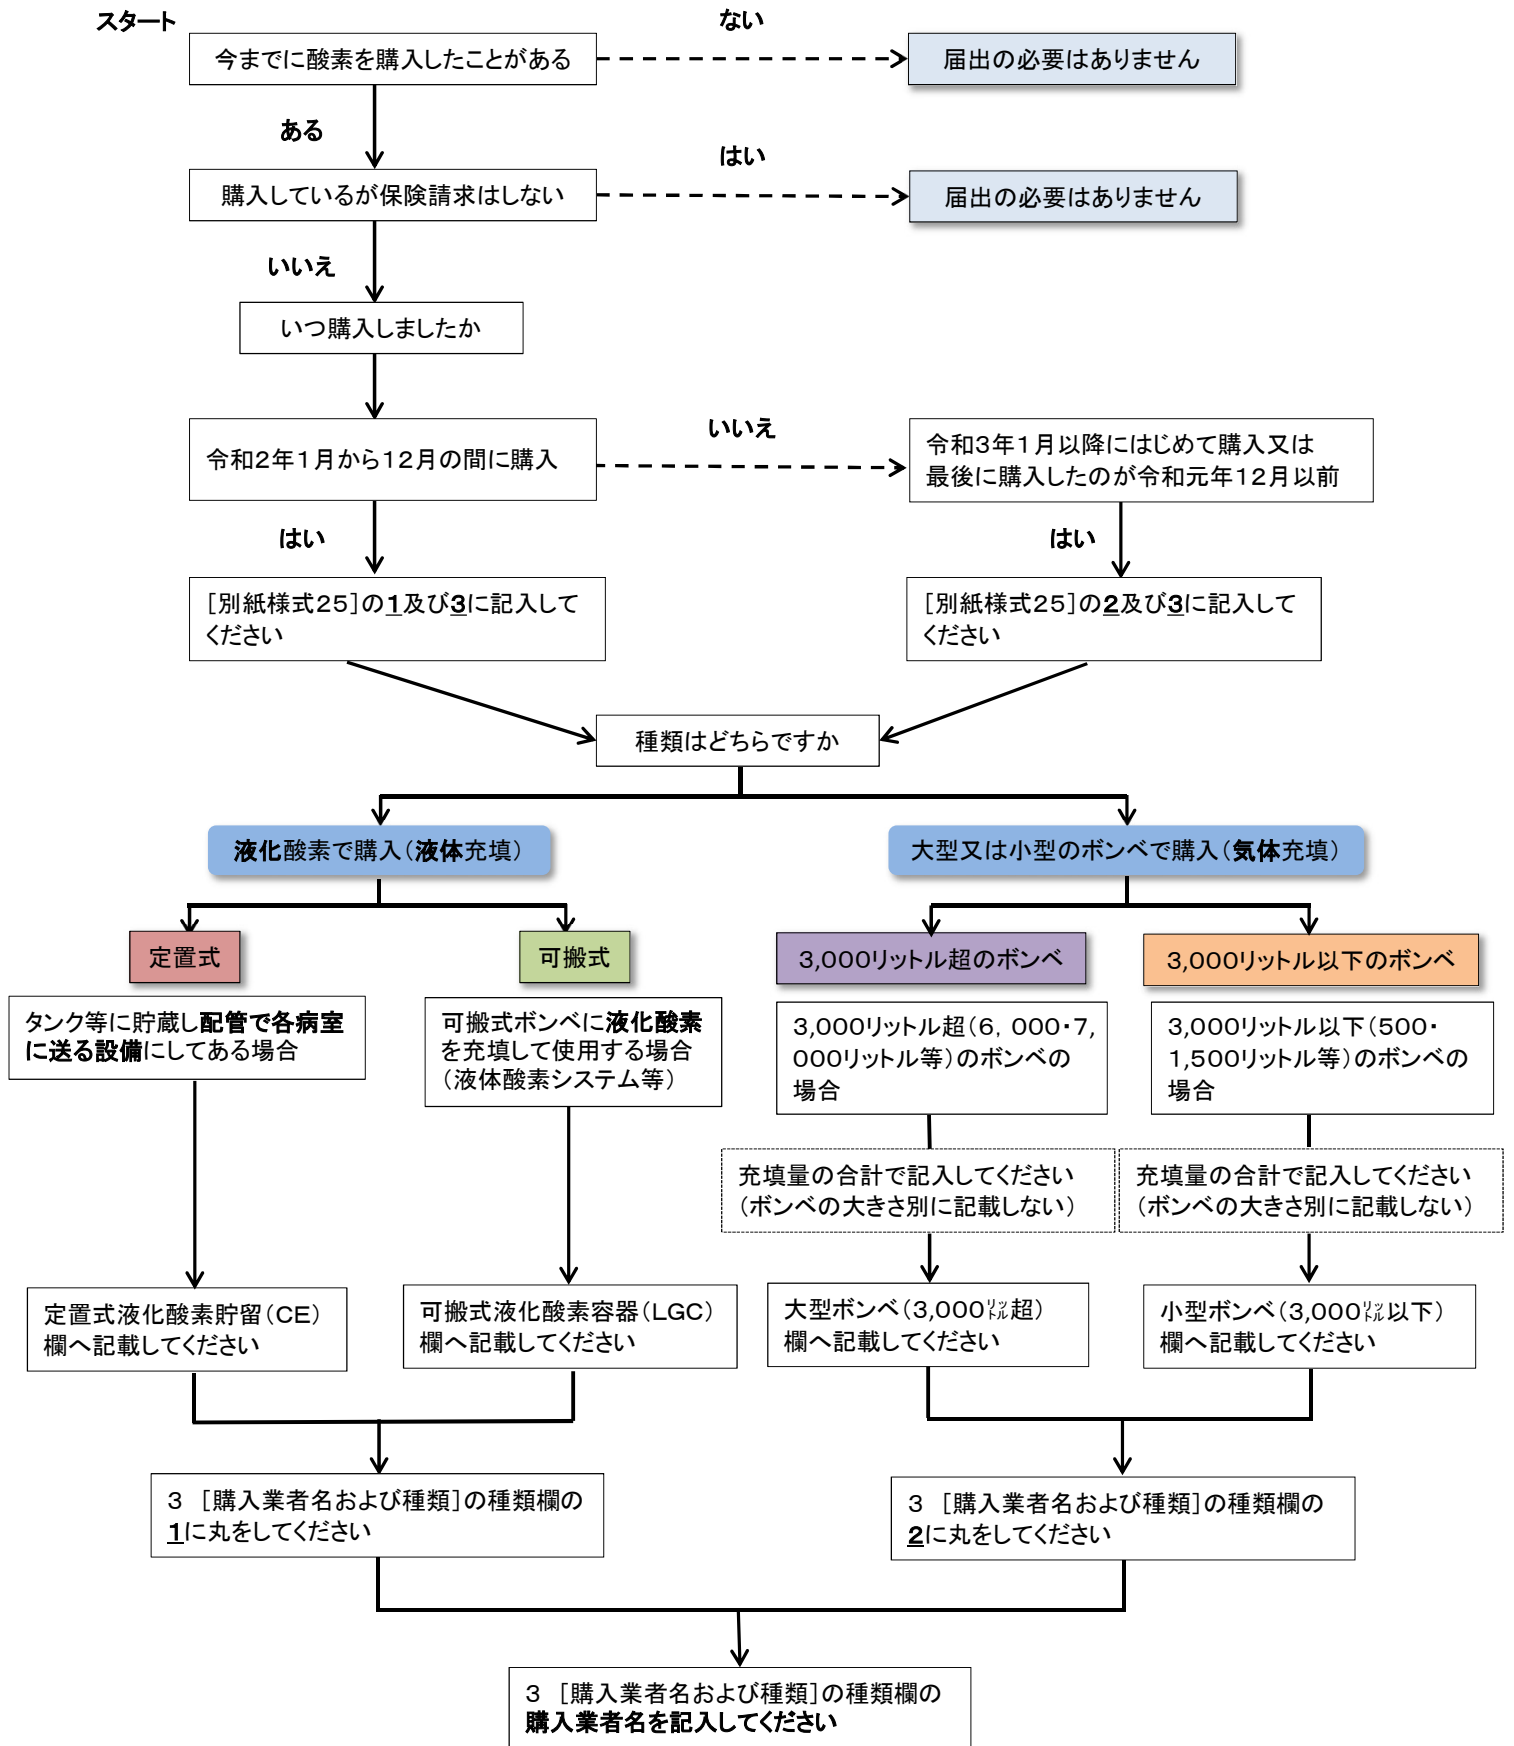 スタート
ない
今までに酸素を購入したことがある
届出の必要はありません
ある
はい
購入しているが保険請求はしない
届出の必要はありません
いいえ
いつ購入しましたか
いいえ
令和2年1月から12月の間に購入
令和3年1月以降にはじめて購入又は
最後に購入したのが令和元年12月以前
はい
はい
[別紙様式25]の1及び3に記入して
ください
[別紙様式25]の2及び3に記入して
ください
種類はどちらですか
液化酸素で購入(液体充填)
大型又は小型のボンベで購入(気体充填)
定置式
可搬式
3,000リットル超のボンベ
3,000リットル以下のボンベ
タンク等に貯蔵し配管で各病室
に送る設備にしてある場合
可搬式ボンベに液化酸素
を充填して使用する場合
(液体酸素システム等)
3,000リットル超(6,000・7,
000リットル等)のボンベの
場合
3,000リットル以下(500・
1,500リットル等)のボンベの
場合
充填量の合計で記入してください
(ボンベの大きさ別に記載しない)
充填量の合計で記入してください
(ボンベの大きさ別に記載しない)
定置式液化酸素貯留(CE)
欄へ記載してください
可搬式液化酸素容器(LGC)
欄へ記載してください
大型ボンベ(3,000㍑超)
欄へ記載してください
小型ボンベ(3,000㍑以下)
欄へ記載してください
3 [購入業者名および種類]の種類欄の
1に丸をしてください
3 [購入業者名および種類]の種類欄の
2に丸をしてください
3 [購入業者名および種類]の種類欄の
購入業者名を記入してください